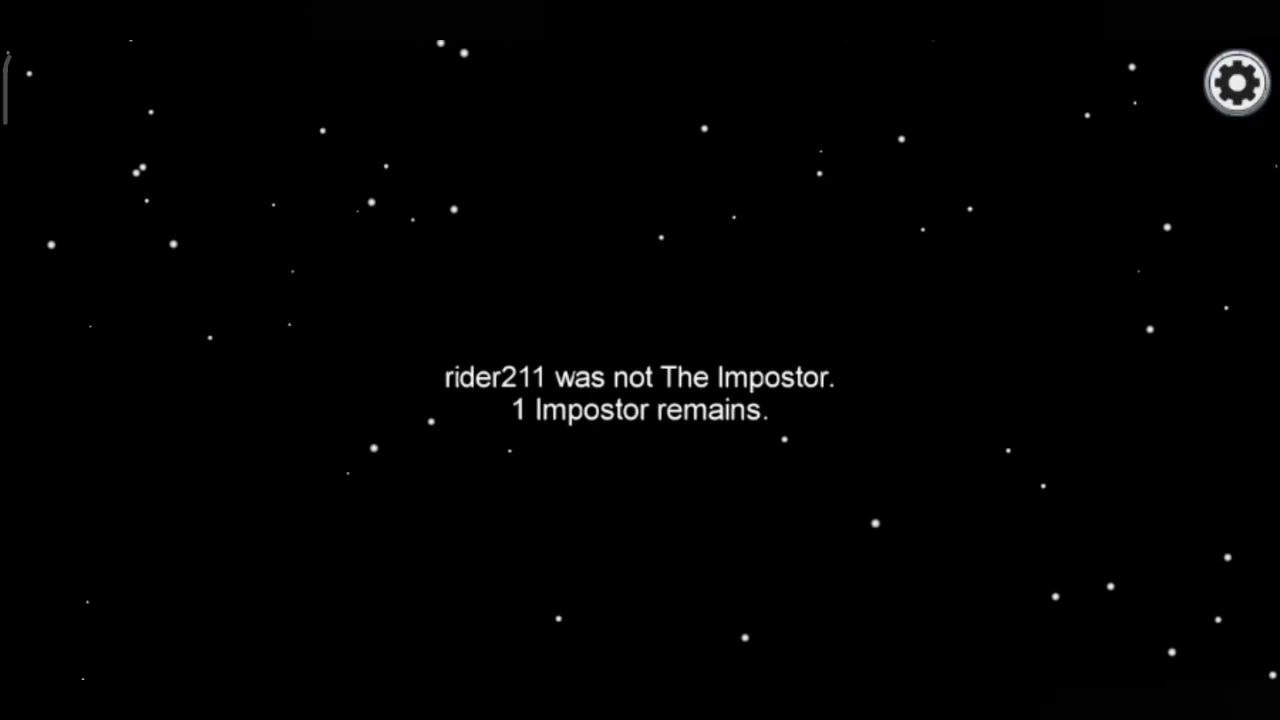 rider211 was not The Impostor.
1 Impostor remains.